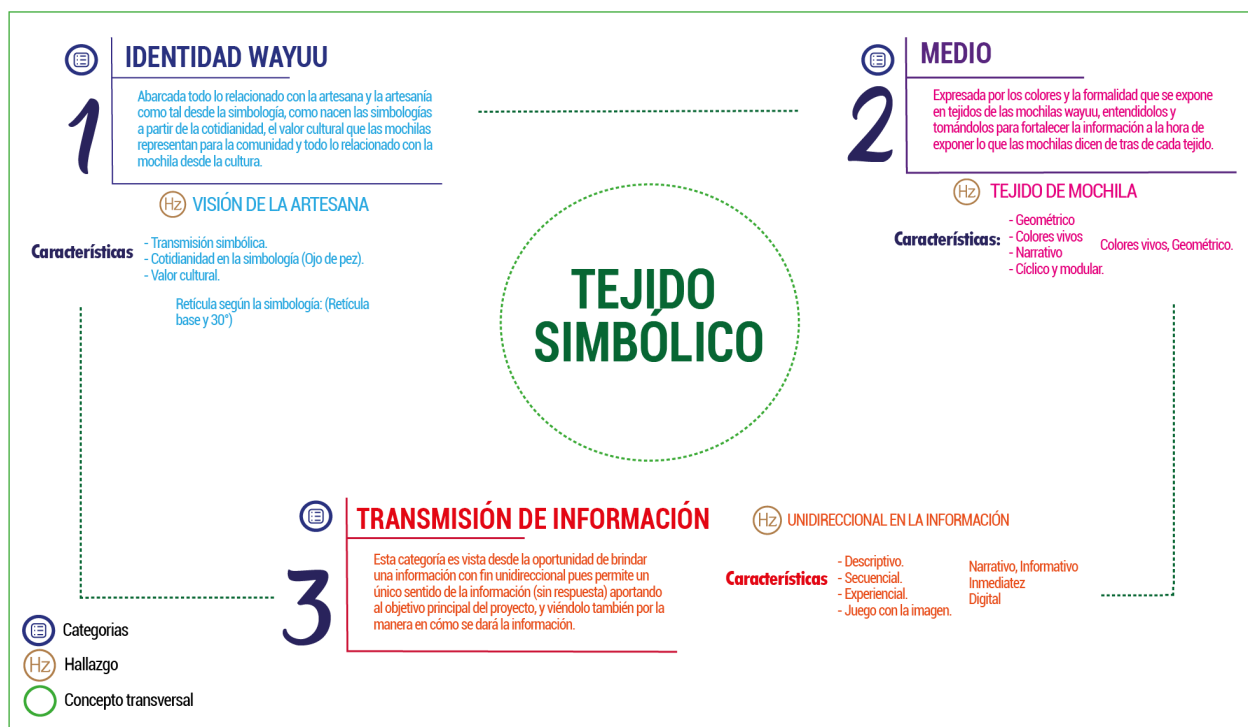 IDENTIDAD WAYUU
1
Abarcada todo lo relacionado con la artesana y la artesanía
como tal desde la simbología, como nacen las simbologías
a partir de la cotidianidad, el valor cultural que las mochilas
representan para la comunidad y todo lo relacionado con la
mochila desde la cultura.
Hz VISIÓN DE LA ARTESANA
Características
- Transmisión simbólica.
- Cotidianidad en la simbología (Ojo de pez).
- Valor cultural.
Retícula según la simbología: (Retícula
base y 30°)
MEDIO
2
Expresada por los colores y la formalidad que se expone
en tejidos de las mochilas wayuu, entendidolos y
tomándolos para fortalecer la información a la hora de
exponer lo que las mochilas dicen de tras de cada tejido.
Hz TEJIDO DE MOCHILA
Características:
- Geométrico
- Colores vivos
- Narrativo
- Cíclico y modular.
Colores vivos, Geométrico.
TEJIDO
SIMBÓLICO
TRANSMISIÓN DE INFORMACIÓN
3
Esta categoría es vista desde la oportunidad de brindar
una información con fin unidireccional pues permite un
único sentido de la información (sin respuesta) aportando
al objetivo principal del proyecto, y viéndolo también por la
manera en cómo se dará la información.
Hz UNIDIRECCIONAL EN LA INFORMACIÓN
Características
- Descriptivo.
- Secuencial.
- Experiencial.
- Juego con la imagen.
Narrativo, Informativo
Inmediatez
Digital
Categorias
Hz Hallazgo
Concepto transversal